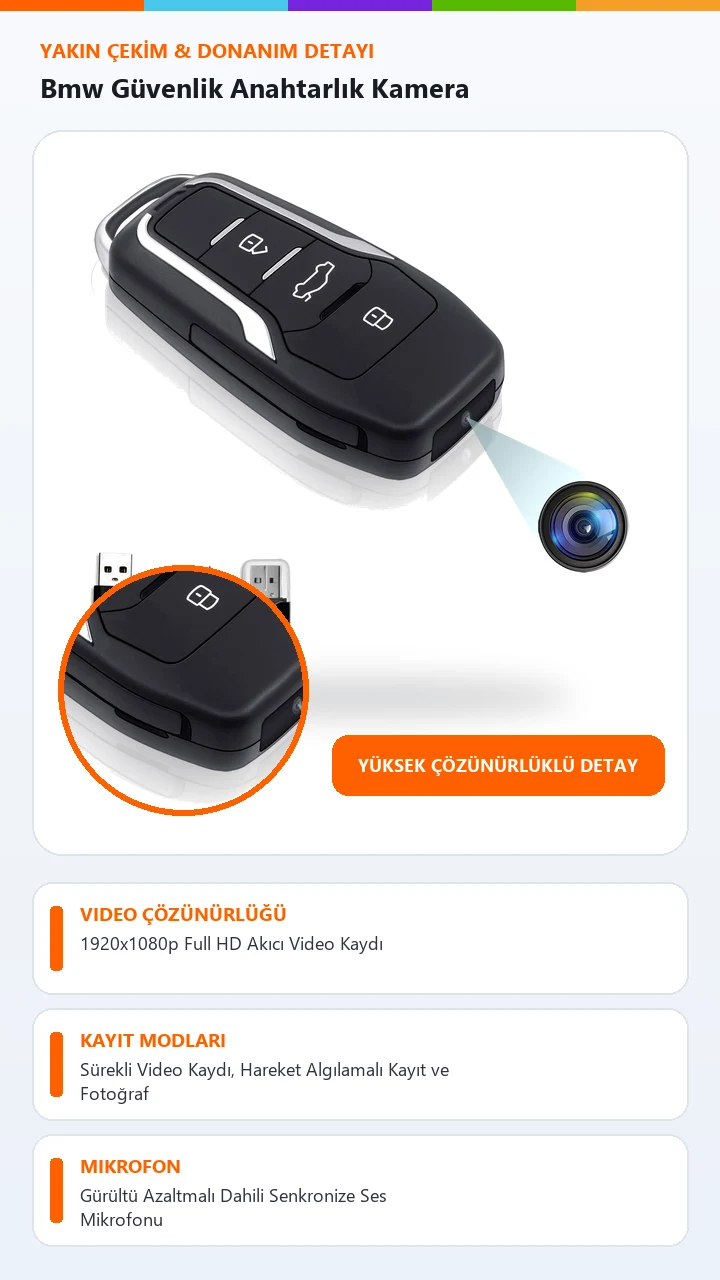 YAKIN ÇEKİM & DONANIM DETAYI
Bmw Güvenlik Anahtarlık Kamera
YÜKSEK ÇÖZÜNÜRLÜKLÜ DETAY
VIDEO ÇÖZÜNÜRLÜĞÜ
1920x1080p Full HD Akıcı Video Kaydı
KAYIT MODLARI
Sürekli Video Kaydı, Hareket Algılamalı Kayıt ve
Fotoğraf
MIKROFON
Gürültü Azaltmalı Dahili Senkronize Ses
Mikrofonu